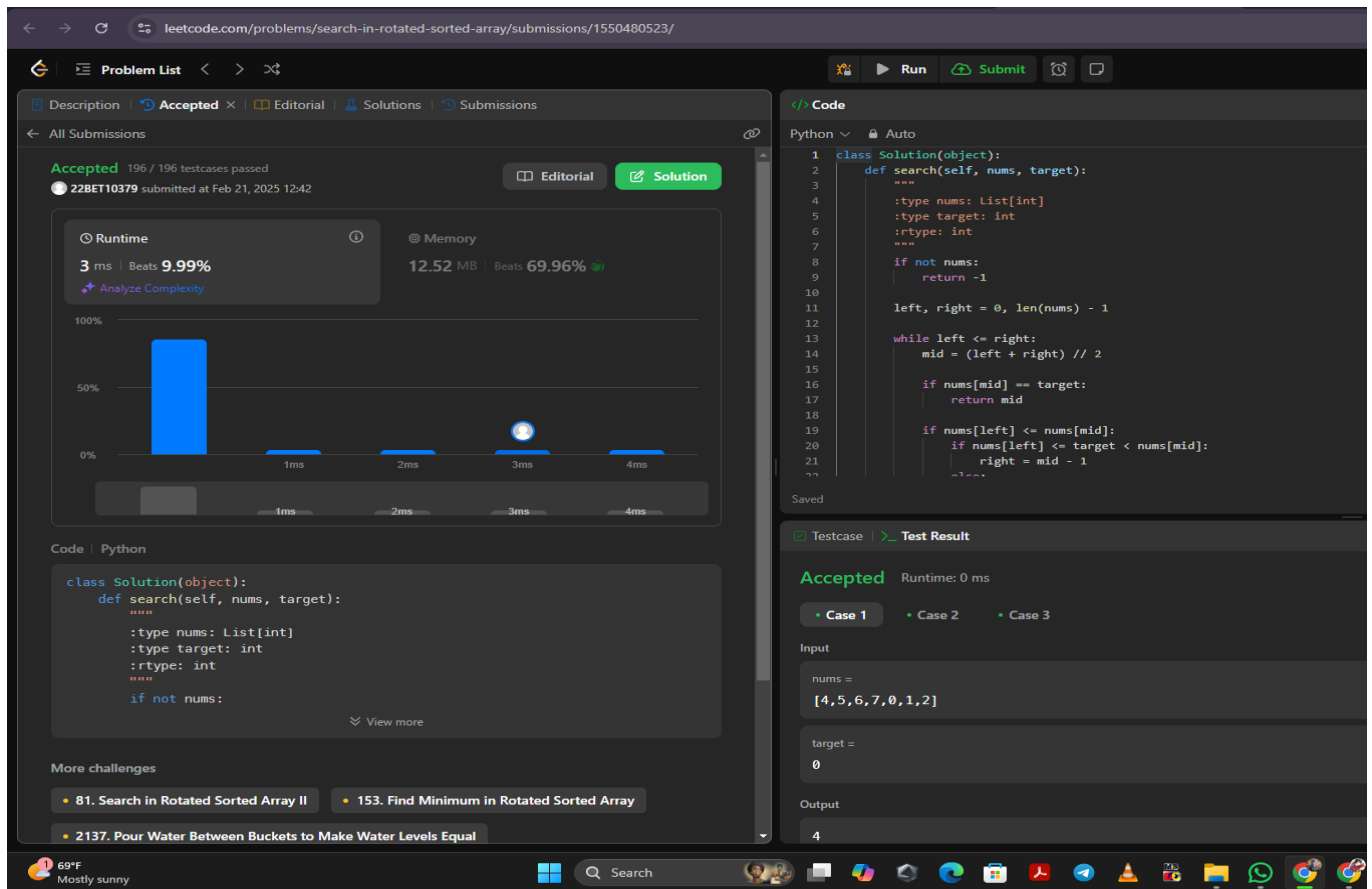 leetcode.com/problems/search-in-rotated-sorted-array/submissions/1550480523/
Problem List
Run
Submit
Description
Accepted
Editorial
Solutions
Submissions
All Submissions
Accepted 196 / 196 testcases passed
22BET10379 submitted at Feb 21, 2025 12:42
Editorial
Solution
Runtime
3 ms | Beats 9.99%
Analyze Complexity
Memory
12.52 MB | Beats 69.96%
100%
50%
0%
1ms 2ms 3ms 4ms
1ms 2ms 3ms 4ms
Code | Python
class Solution(object):
    def search(self, nums, target):
        """
        :type nums: List[int]
        :type target: int
        :rtype: int
        """
        if not nums:
View more
More challenges
81. Search in Rotated Sorted Array II
153. Find Minimum in Rotated Sorted Array
2137. Pour Water Between Buckets to Make Water Levels Equal
</> Code
Python
Auto
1 class Solution(object):
2     def search(self, nums, target):
3         """
4         :type nums: List[int]
5         :type target: int
6         :rtype: int
7         """
8         if not nums:
9             return -1
10
11         left, right = 0, len(nums) - 1
12
13         while left <= right:
14             mid = (left + right) // 2
15
16             if nums[mid] == target:
17                 return mid
18
19             if nums[left] <= nums[mid]:
20                 if nums[left] <= target < nums[mid]:
21                     right = mid - 1
22                 else:
Saved
Testcase
>_ Test Result
Accepted Runtime: 0 ms
Case 1
Case 2
Case 3
Input
nums =
[4,5,6,7,0,1,2]
target =
0
Output
4
1
69°F
Mostly sunny
Search